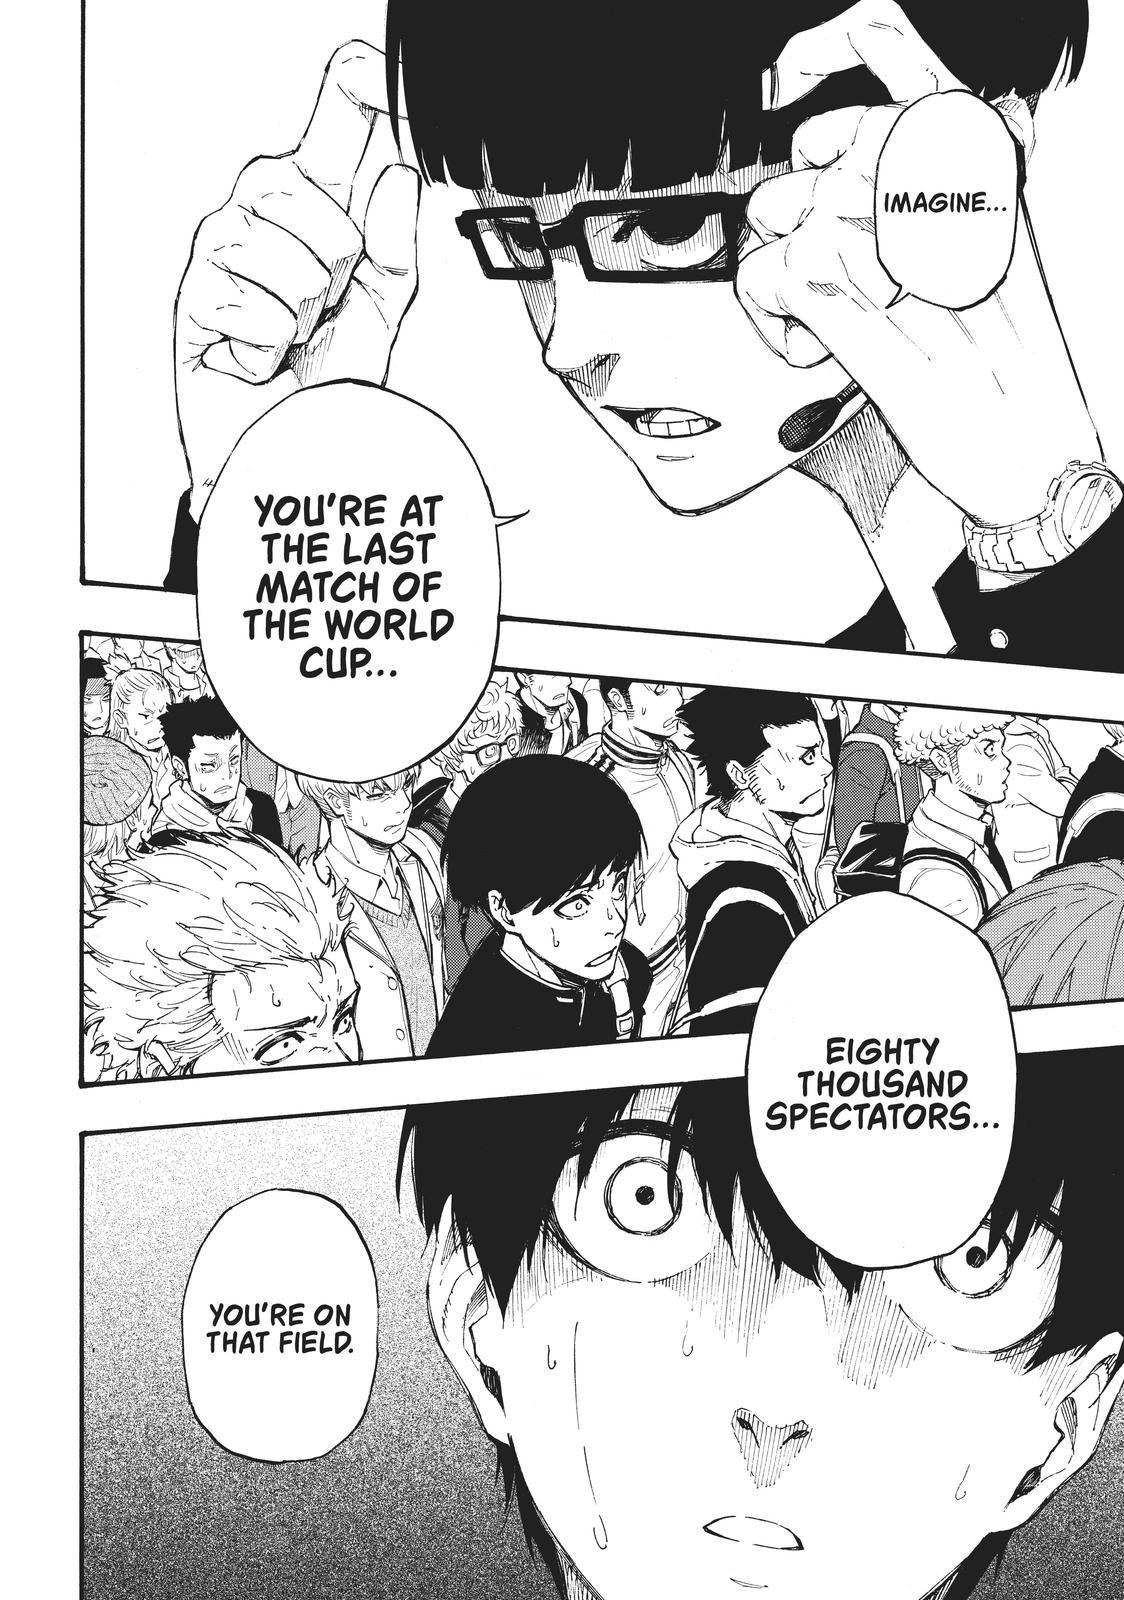 IMAGINE...
YOU'RE AT
THE LAST
MATCH OF
THE WORLD
CUP...
EIGHTY
THOUSAND
SPECTATORS...
YOU'RE ON
THAT FIELD.